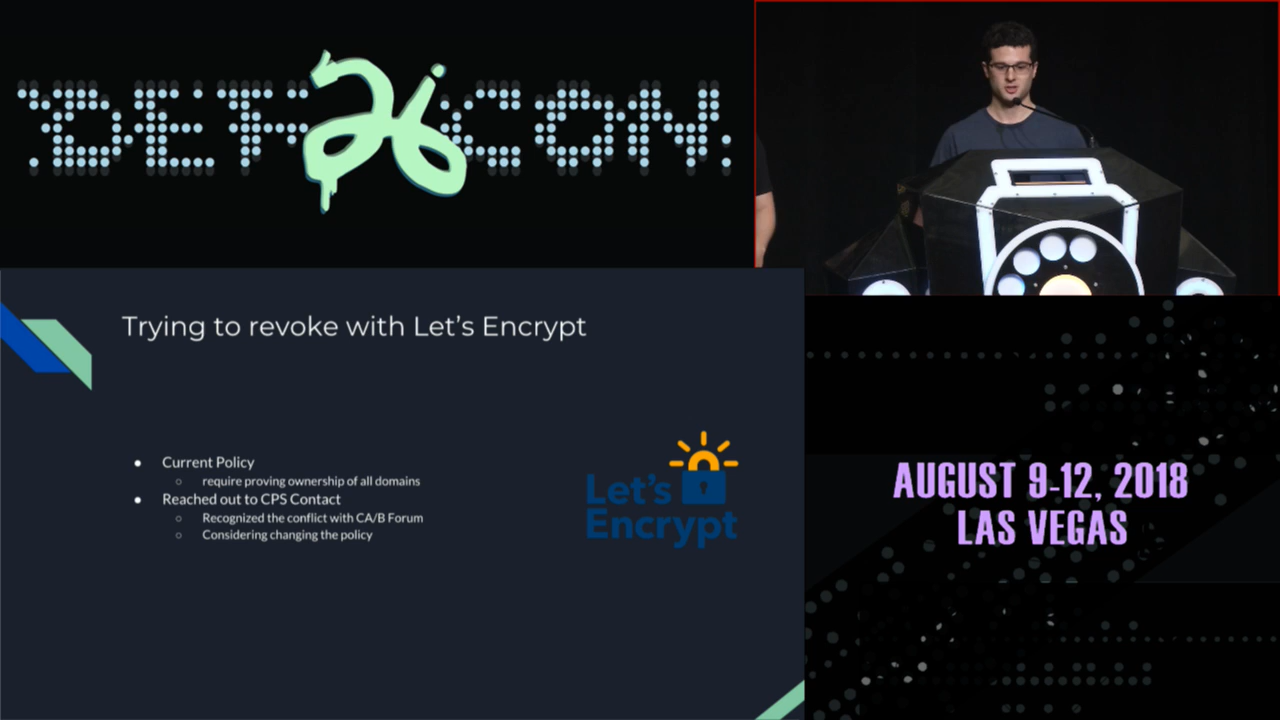 DEF CON
26
Trying to revoke with Let's Encrypt
● Current Policy
○ require proving ownership of all domains
● Reached out to CPS Contact
○ Recognized the conflict with CA/B Forum
○ Considering changing the policy
Let's
Encrypt
AUGUST 9-12, 2018
LAS VEGAS